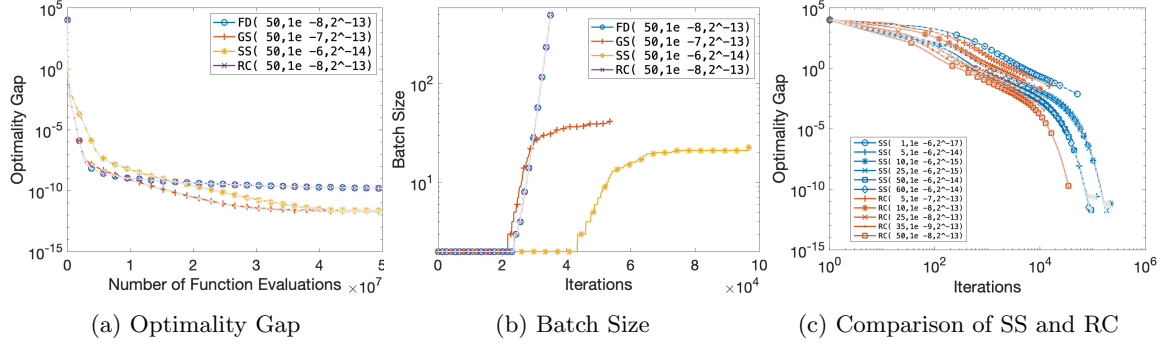 10^5
10^0
10^-5
10^-10
10^-15
Optimality Gap
FD( 50,1e -8,2^-13)
GS( 50,1e -7,2^-13)
SS( 50,1e -6,2^-14)
RC( 50,1e -8,2^-13)
0 1 2 3 4 5
×10^7
Number of Function Evaluations
(a) Optimality Gap
10^2
10^1
Batch Size
FD( 50,1e -8,2^-13)
GS( 50,1e -7,2^-13)
SS( 50,1e -6,2^-14)
RC( 50,1e -8,2^-13)
0 2 4 6 8 10
×10^4
Iterations
(b) Batch Size
10^5
10^0
10^-5
10^-10
10^-15
Optimality Gap
SS( 1,1e -6,2^-17)
SS( 5,1e -6,2^-14)
SS( 10,1e -6,2^-15)
SS( 25,1e -6,2^-15)
SS( 50,1e -6,2^-14)
SS( 60,1e -6,2^-14)
RC( 5,1e -7,2^-13)
RC( 10,1e -8,2^-13)
RC( 25,1e -8,2^-13)
RC( 35,1e -9,2^-13)
RC( 50,1e -8,2^-13)
10^0 10^2 10^4 10^6
Iterations
(c) Comparison of SS and RC